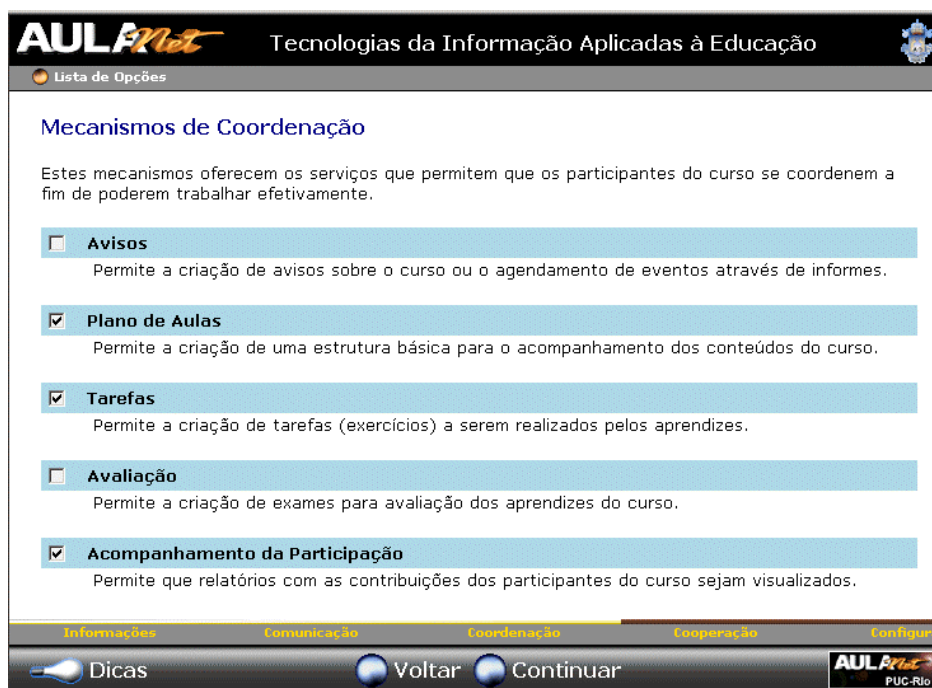 AULANet
Tecnologias da Informação Aplicadas à Educação
Lista de Opções
Mecanismos de Coordenação
Estes mecanismos oferecem os serviços que permitem que os participantes do curso se coordenem a
fim de poderem trabalhar efetivamente.
Avisos
Permite a criação de avisos sobre o curso ou o agendamento de eventos através de informes.
Plano de Aulas
Permite a criação de uma estrutura básica para o acompanhamento dos conteúdos do curso.
Tarefas
Permite a criação de tarefas (exercícios) a serem realizados pelos aprendizes.
Avaliação
Permite a criação de exames para avaliação dos aprendizes do curso.
Acompanhamento da Participação
Permite que relatórios com as contribuições dos participantes do curso sejam visualizados.
Informações Comunicação Coordenação Cooperação Configur
Dicas Voltar Continuar AULANet
PUC-Rio